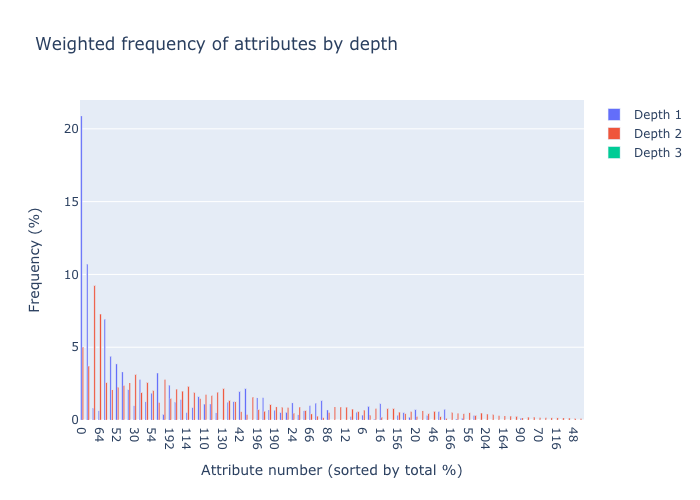 Weighted frequency of attributes by depth
Depth 1
Depth 2
Depth 3
20
15
10
5
0
Frequency (%)
0 64 52 30 54 192 114 110 130 42 196 190 24 66 86 12 6 16 156 20 46 166 56 204 164 90 70 116 48
Attribute number (sorted by total %)